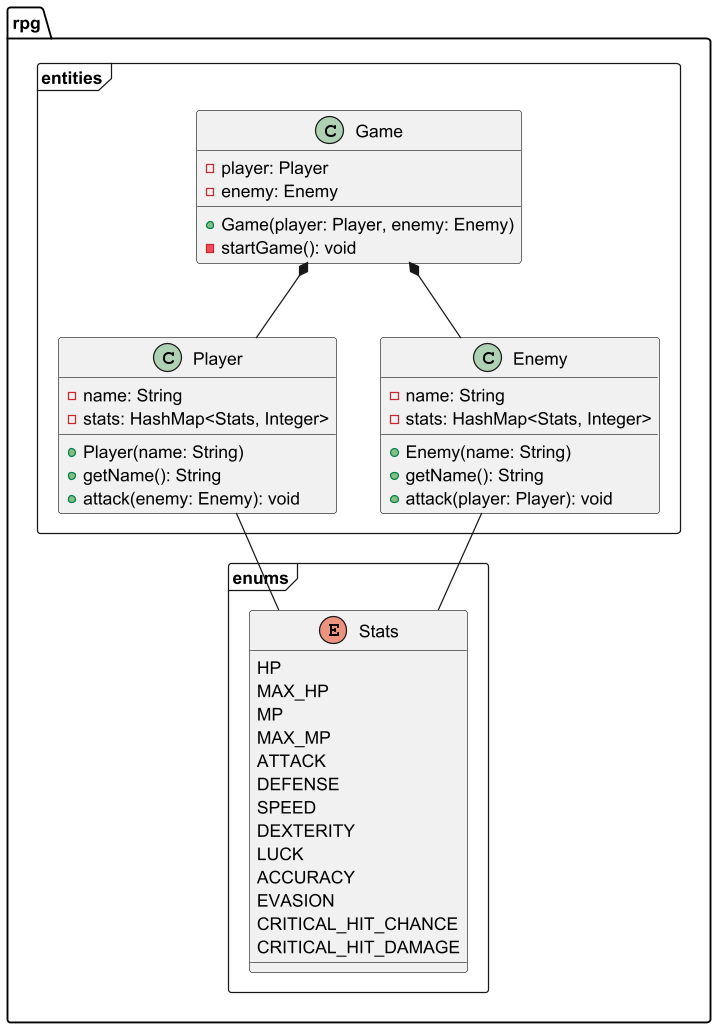 rpg
entities
C Game
player: Player
enemy: Enemy
Game(player: Player, enemy: Enemy)
startGame(): void
C Player
name: String
stats: HashMap<Stats, Integer>
Player(name: String)
getName(): String
attack(enemy: Enemy): void
C Enemy
name: String
stats: HashMap<Stats, Integer>
Enemy(name: String)
getName(): String
attack(player: Player): void
enums
E Stats
HP
MAX_HP
MP
MAX_MP
ATTACK
DEFENSE
SPEED
DEXTERITY
LUCK
ACCURACY
EVASION
CRITICAL_HIT_CHANCE
CRITICAL_HIT_DAMAGE